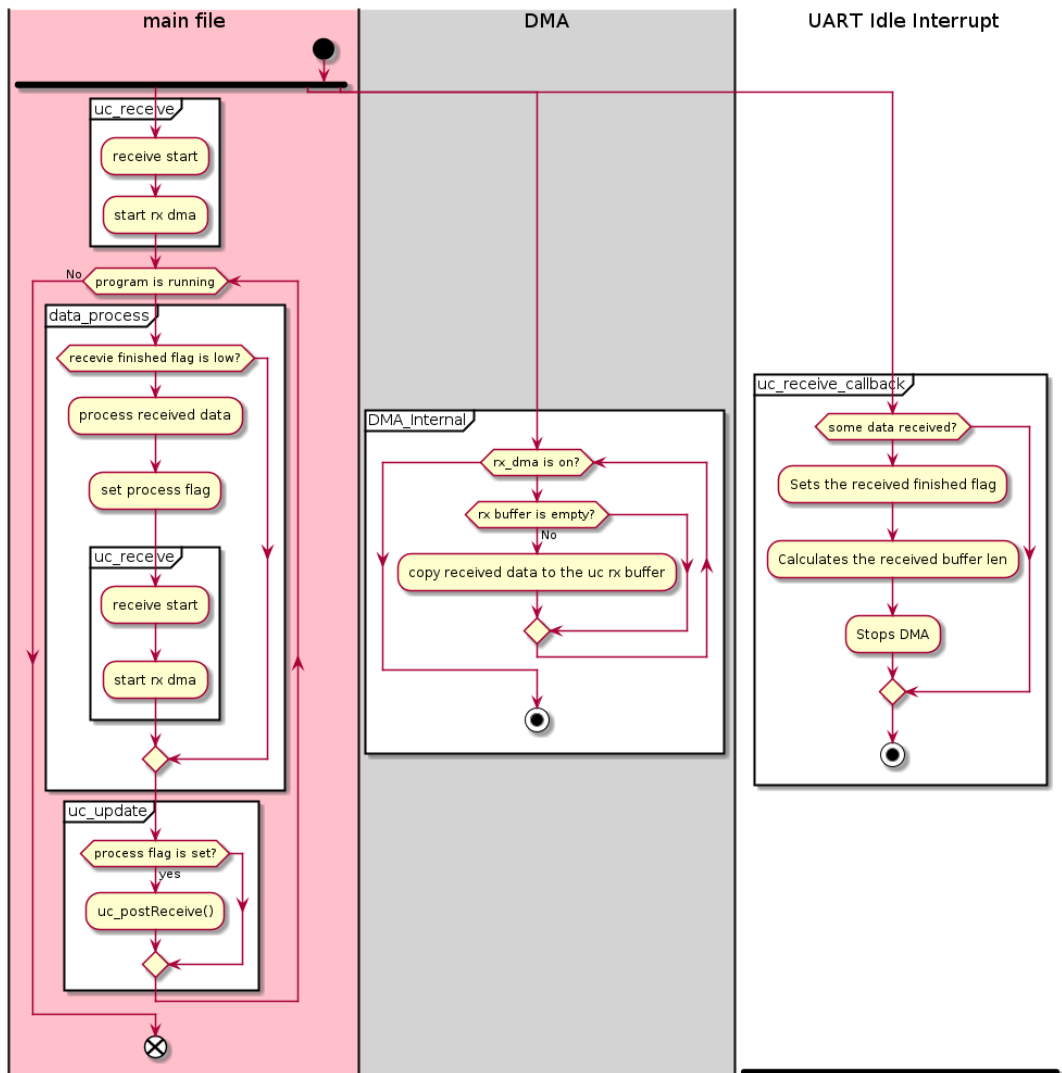 main file
DMA
UART Idle Interrupt
uc_receive
receive start
start rx dma
No
program is running
data_process
recevie finished flag is low?
process received data
set process flag
uc_receive
receive start
start rx dma
uc_update
process flag is set?
yes
uc_postReceive()
DMA_Internal
rx_dma is on?
rx buffer is empty?
No
copy received data to the uc rx buffer
uc_receive_callback
some data received?
Sets the received finished flag
Calculates the received buffer len
Stops DMA